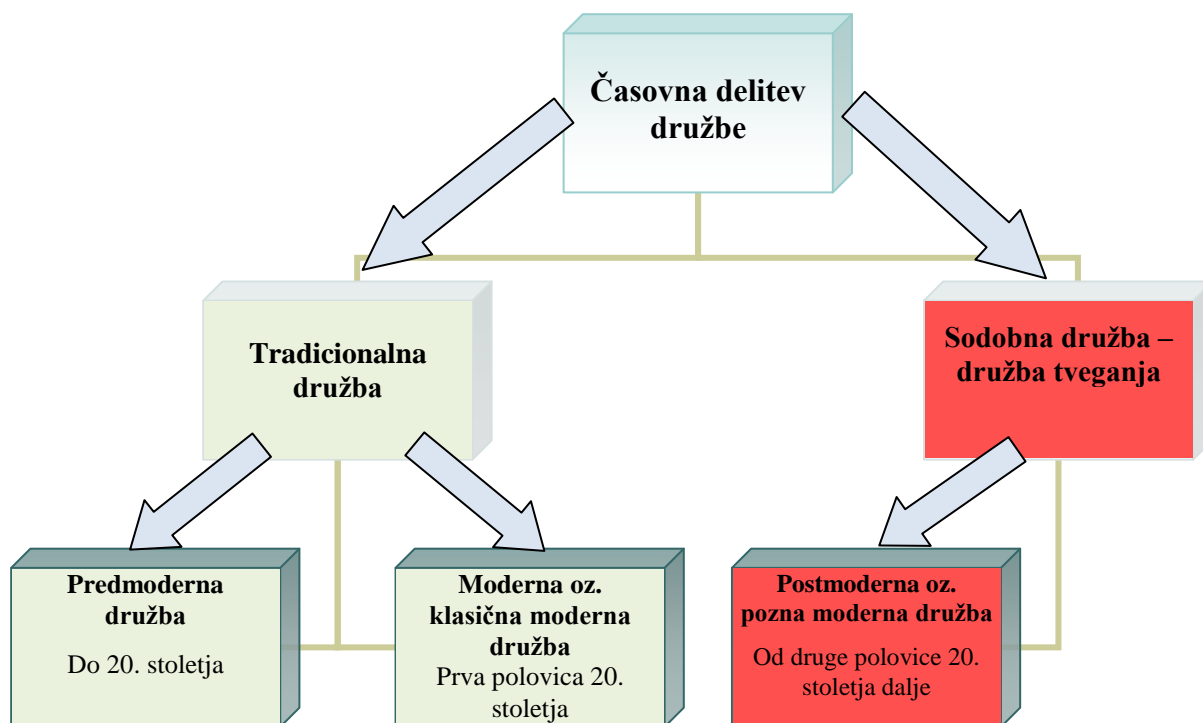 Časovna delitev
družbe
Tradicionalna
družba
Sodobna družba –
družba tveganja
Predmoderna
družba
Do 20. stoletja
Moderna oz.
klasična moderna
družba
Prva polovica 20.
stoletja
Postmoderna oz.
pozna moderna družba
Od druge polovice 20.
stoletja dalje